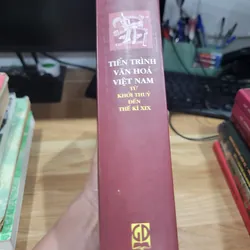 TIẾN TRÌNH
VĂN HOÁ
VIỆT NAM
TỪ
KHỞI THUỶ
ĐẾN
THẾ KỈ XIX
GD